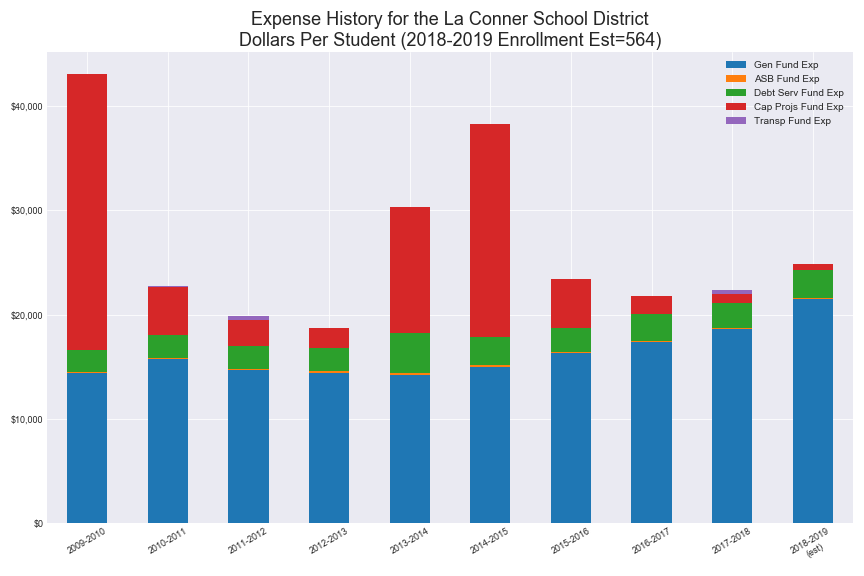 Expense History for the La Conner School District
Dollars Per Student (2018-2019 Enrollment Est=564)
Gen Fund Exp
ASB Fund Exp
Debt Serv Fund Exp
Cap Projs Fund Exp
Transp Fund Exp
$40,000
$30,000
$20,000
$10,000
$0
2009-2010
2010-2011
2011-2012
2012-2013
2013-2014
2014-2015
2015-2016
2016-2017
2017-2018
2018-2019
(est)